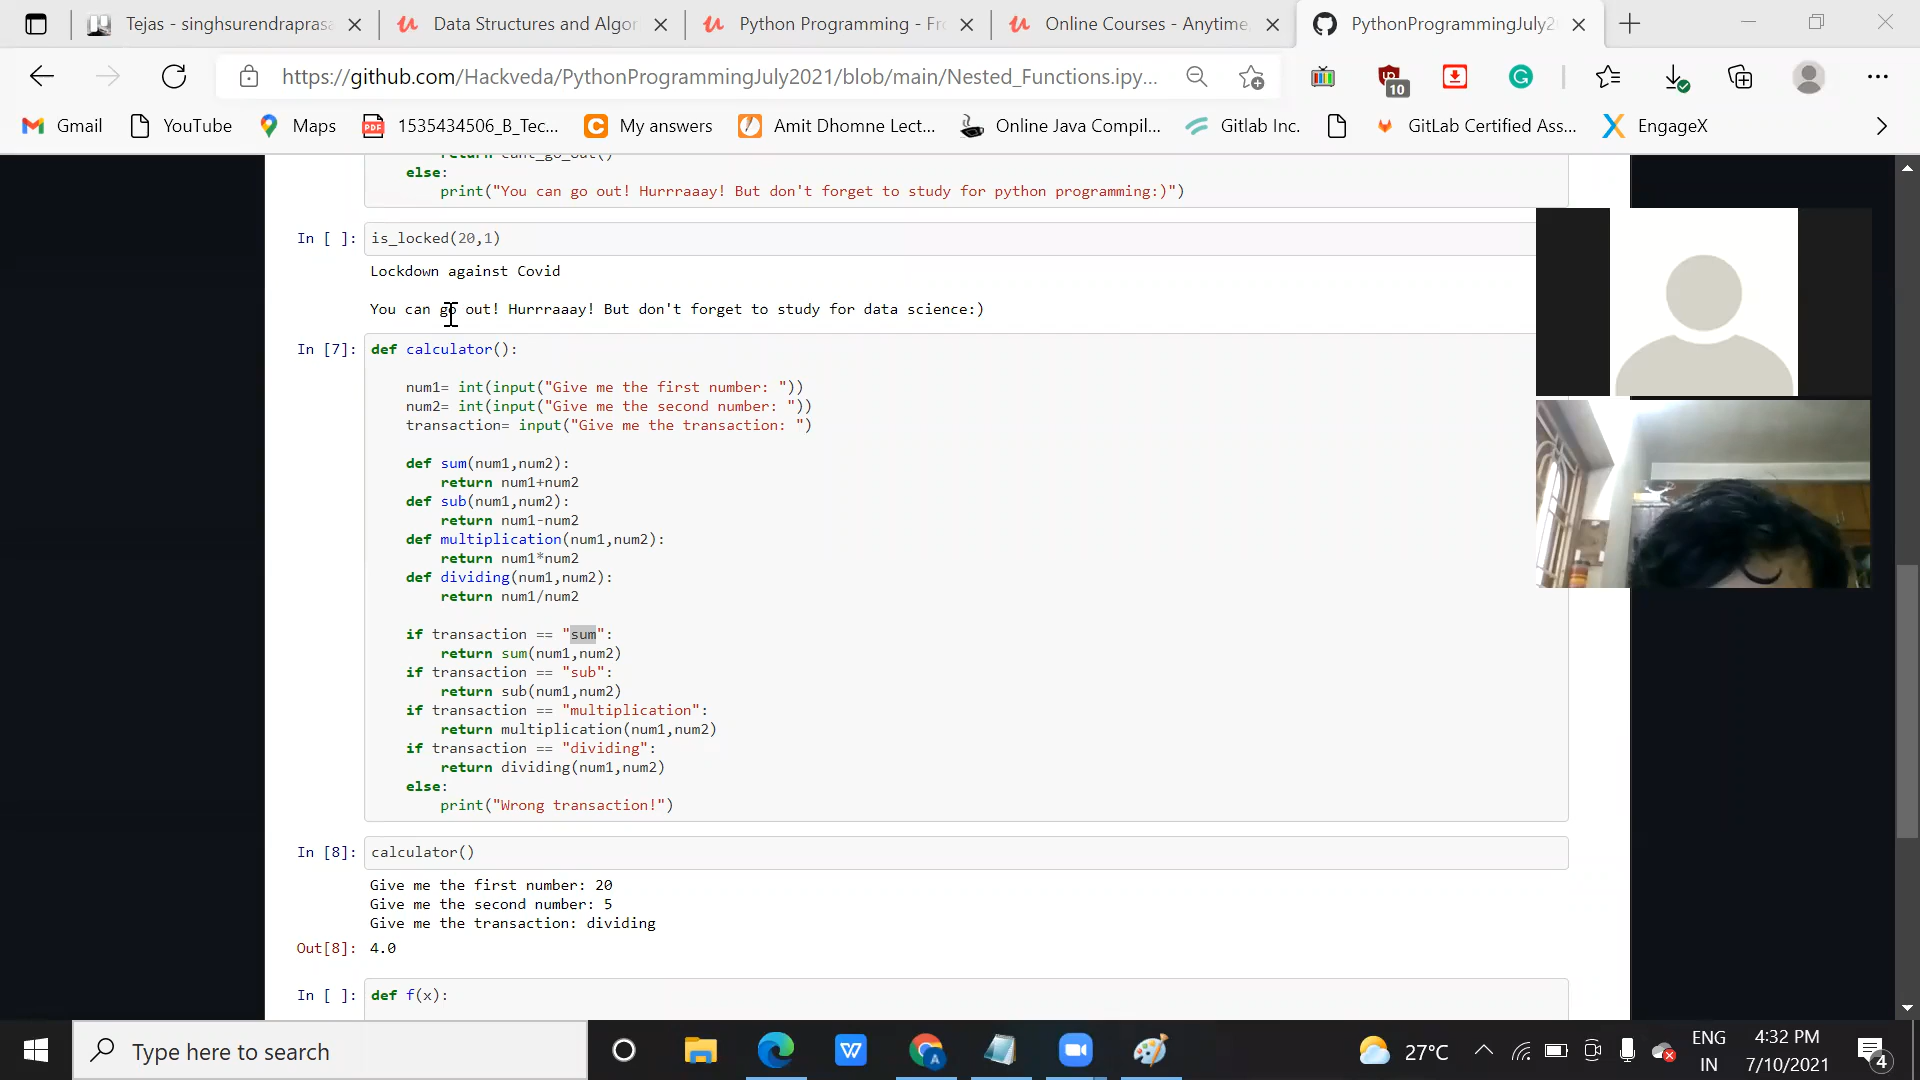 Tejas - singhsurendrapras
Data Structures and Algor
Python Programming - Fr
Online Courses - Anytime,
PythonProgrammingJuly2
https://github.com/Hackveda/PythonProgrammingJuly2021/blob/main/Nested_Functions.ipy...
10
Gmail
YouTube
Maps
PDF
1535434506_B_Tec...
My answers
Amit Dhomne Lect...
Online Java Compil...
Gitlab Inc.
GitLab Certified Ass...
EngageX
return cant_go_out()
else:
print("You can go out! Hurrraaay! But don't forget to study for python programming:)")
In [ ]: is_locked(20,1)
Lockdown against Covid
You can go out! Hurrraaay! But don't forget to study for data science:)
In [7]: def calculator():
num1= int(input("Give me the first number: "))
num2= int(input("Give me the second number: "))
transaction= input("Give me the transaction: ")
def sum(num1,num2):
return num1+num2
def sub(num1,num2):
return num1-num2
def multiplication(num1,num2):
return num1*num2
def dividing(num1,num2):
return num1/num2
if transaction == "sum":
return sum(num1,num2)
if transaction == "sub":
return sub(num1,num2)
if transaction == "multiplication":
return multiplication(num1,num2)
if transaction == "dividing":
return dividing(num1,num2)
else:
print("Wrong transaction!")
In [8]: calculator()
Give me the first number: 20
Give me the second number: 5
Give me the transaction: dividing
Out[8]: 4.0
In [ ]: def f(x):
Type here to search
27°C
ENG
IN
4:32 PM
7/10/2021
4